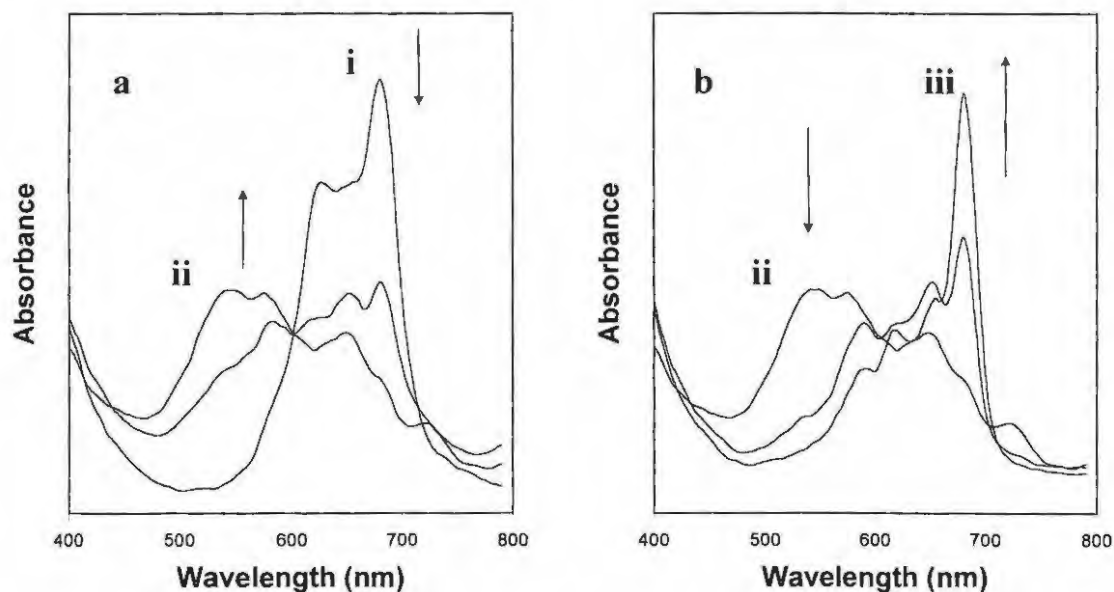 a
i
ii
Absorbance
400 500 600 700 800
Wavelength (nm)
b
iii
ii
Absorbance
400 500 600 700 800
Wavelength (nm)